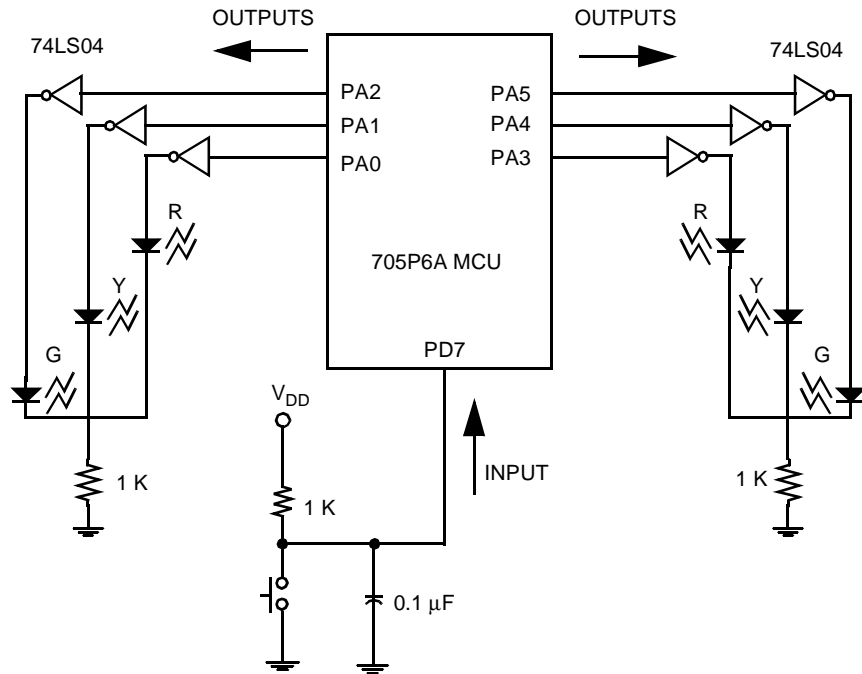 OUTPUTS
OUTPUTS
74LS04
74LS04
PA2
PA5
PA1
PA4
PA0
PA3
R
R
705P6A MCU
Y
Y
G
PD7
G
VDD
1 K
INPUT
1 K
1 K
0.1 μF